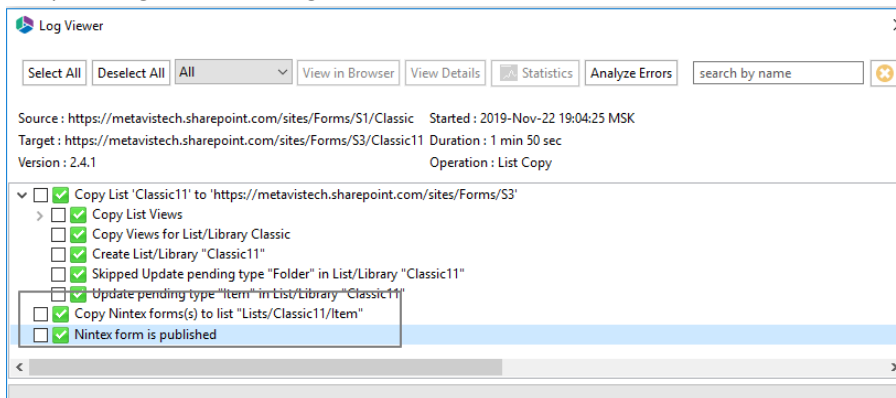 Log Viewer
Select All Deselect All All View in Browser View Details Statistics Analyze Errors search by name
Source : https://metavistech.sharepoint.com/sites/Forms/S1/Classic Started : 2019-Nov-22 19:04:25 MSK
Target : https://metavistech.sharepoint.com/sites/Forms/S3/Classic11 Duration : 1 min 50 sec
Version : 2.4.1 Operation : List Copy
Copy List 'Classic11' to 'https://metavistech.sharepoint.com/sites/Forms/S3'
Copy List Views
Copy Views for List/Library Classic
Create List/Library "Classic11"
Skipped Update pending type "Folder" in List/Library "Classic11"
Update pending type "Item" in List/Library "Classic11"
Copy Nintex forms(s) to list "Lists/Classic11/Item"
Nintex form is published